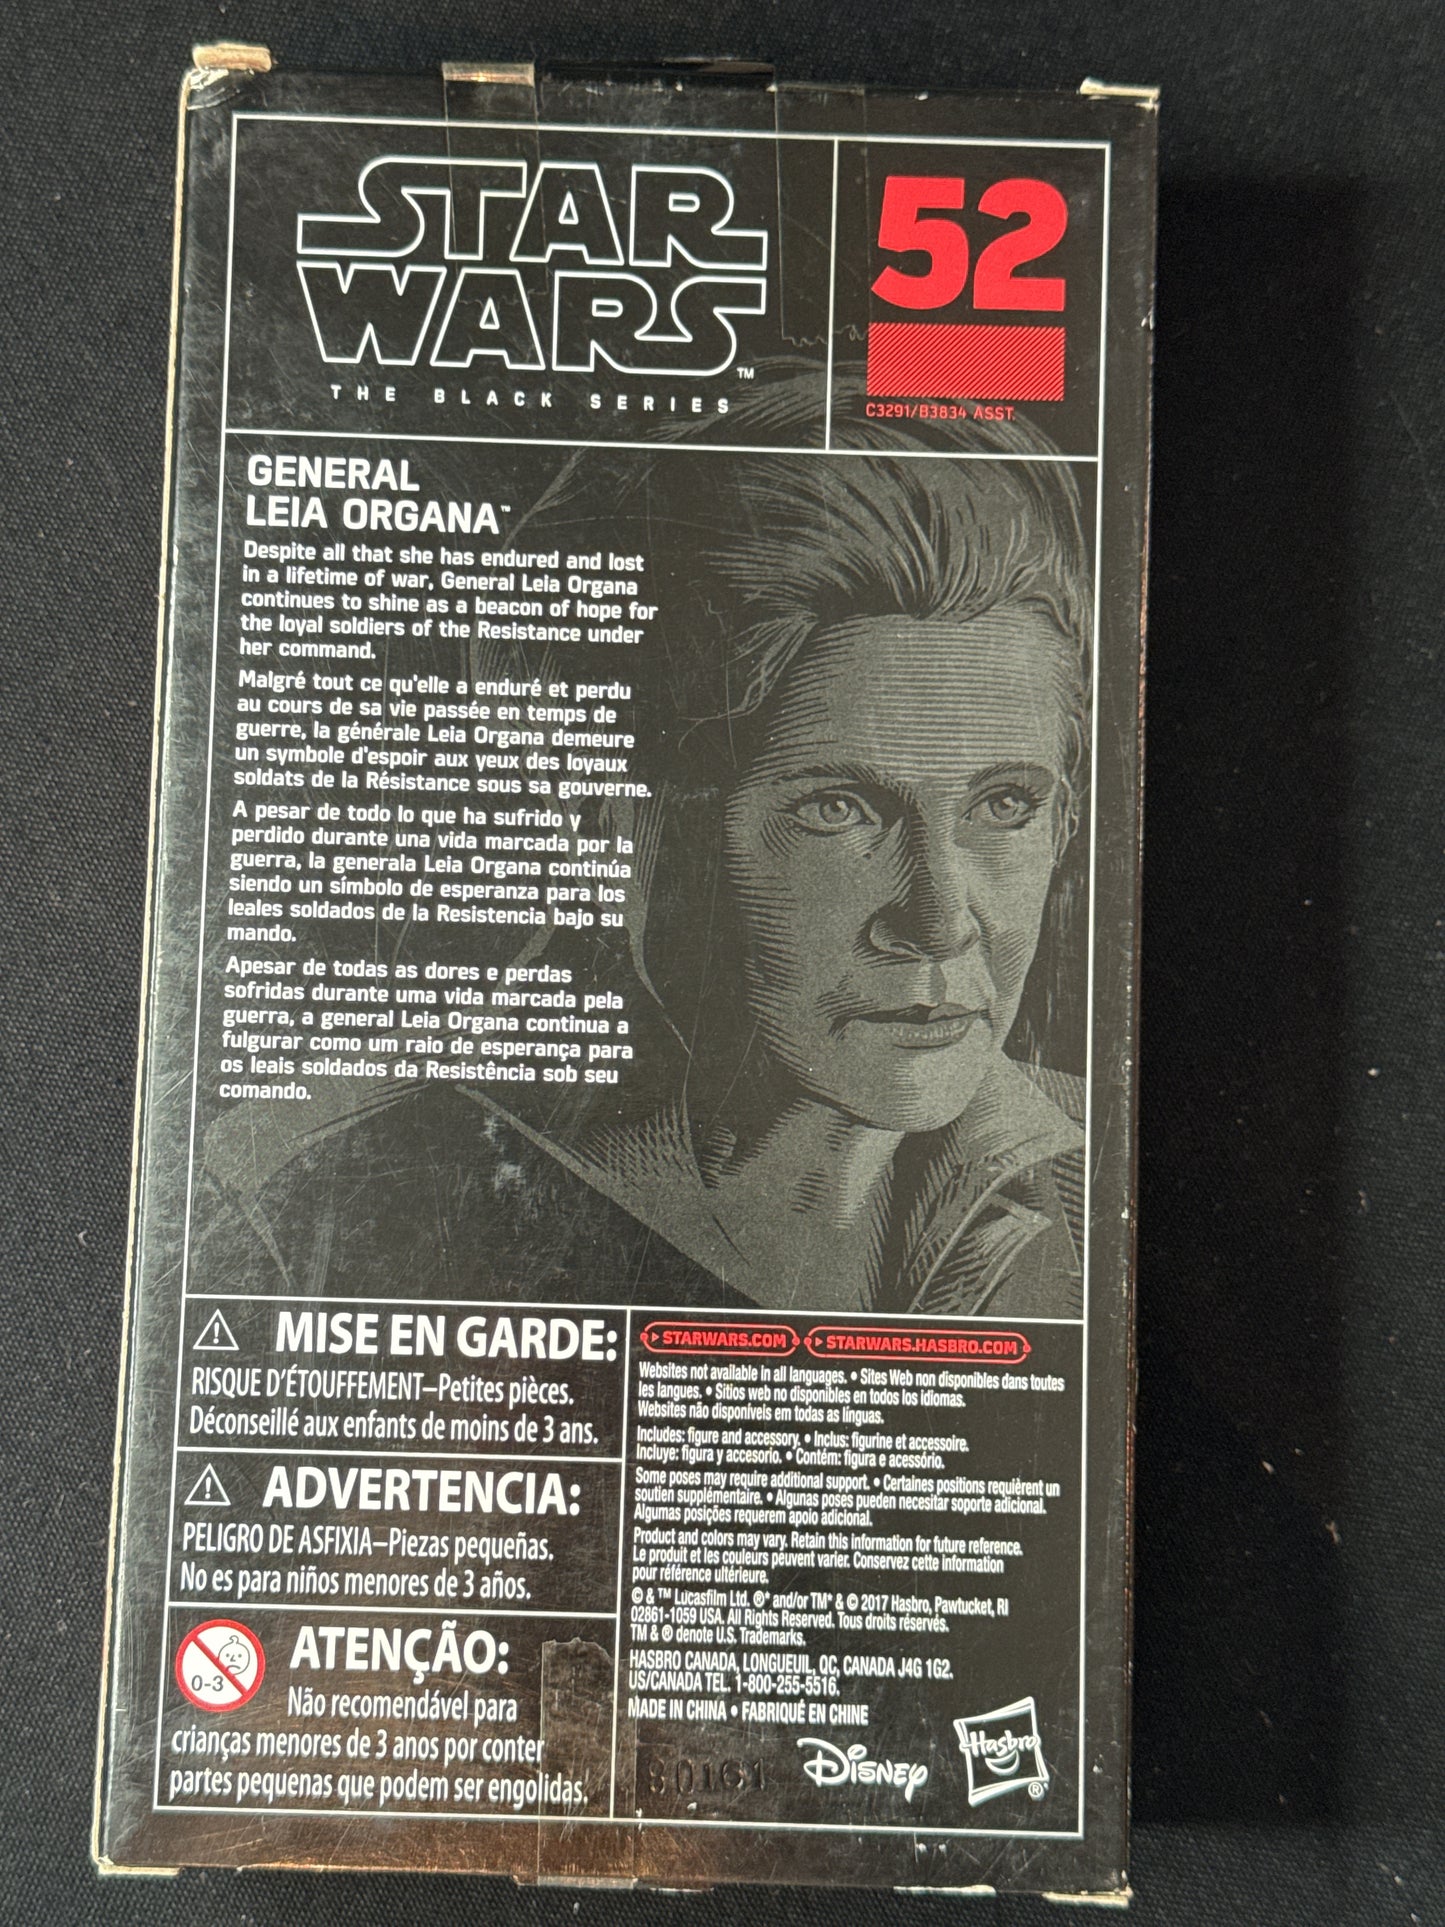 STAR
WARS™
THE BLACK SERIES
52
C3291/B3834 ASST.
GENERAL
LEIA ORGANA™
Despite all that she has endured and lost
in a lifetime of war, General Leia Organa
continues to shine as a beacon of hope for
the loyal soldiers of the Resistance under
her command.
Malgré tout ce qu'elle a enduré et perdu
au cours de sa vie passée en temps de
guerre, la générale Leia Organa demeure
un symbole d'espoir aux yeux des loyaux
soldats de la Résistance sous sa gouverne.
A pesar de todo lo que ha sufrido y
perdido durante una vida marcada por la
guerra, la generala Leia Organa continúa
siendo un símbolo de esperanza para los
leales soldados de la Resistencia bajo su
mando.
Apesar de todas as dores e perdas
sofridas durante uma vida marcada pela
guerra, a general Leia Organa continua a
fulgurar como um raio de esperança para
os leais soldados da Resistência sob seu
comando.
MISE EN GARDE:
RISQUE D'ÉTOUFFEMENT–Petites pièces.
Déconseillé aux enfants de moins de 3 ans.
ADVERTENCIA:
PELIGRO DE ASFIXIA–Piezas pequeñas.
No es para niños menores de 3 años.
0-3
ATENÇÃO:
Não recomendável para
crianças menores de 3 anos por conter
partes pequenas que podem ser engolidas.
STARWARS.COM STARWARS.HASBRO.COM
Websites not available in all languages. • Sites Web non disponibles dans toutes
les langues. • Sitios web no disponibles en todos los idiomas.
Websites não disponíveis em todas as línguas.
Includes: figure and accessory. • Inclus: figurine et accessoire.
Incluye: figura y accesorio. • Contém: figura e acessório.
Some poses may require additional support. • Certaines positions requièrent un
soutien supplémentaire. • Algunas poses pueden necesitar soporte adicional.
Algumas posições requerem apoio adicional.
Product and colors may vary. Retain this information for future reference.
Le produit et les couleurs peuvent varier. Conservez cette information
pour référence ultérieure.
© & ™ Lucasfilm Ltd. ®* and/or TM* & © 2017 Hasbro, Pawtucket, RI
02861-1059 USA. All Rights Reserved. Tous droits réservés.
TM & ® denote U.S. Trademarks.
HASBRO CANADA, LONGUEUIL, QC, CANADA J4G 1G2.
US/CANADA TEL. 1-800-255-5516.
MADE IN CHINA • FABRIQUÉ EN CHINE
Disney
Hasbro®